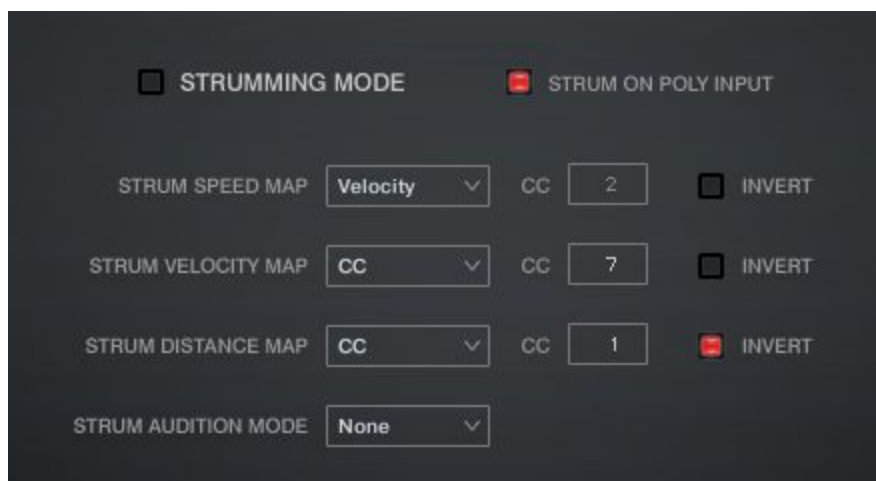 STRUMMING MODE STRUM ON POLY INPUT
STRUM SPEED MAP Velocity CC 2 INVERT
STRUM VELOCITY MAP CC CC 7 INVERT
STRUM DISTANCE MAP CC CC 1 INVERT
STRUM AUDITION MODE None